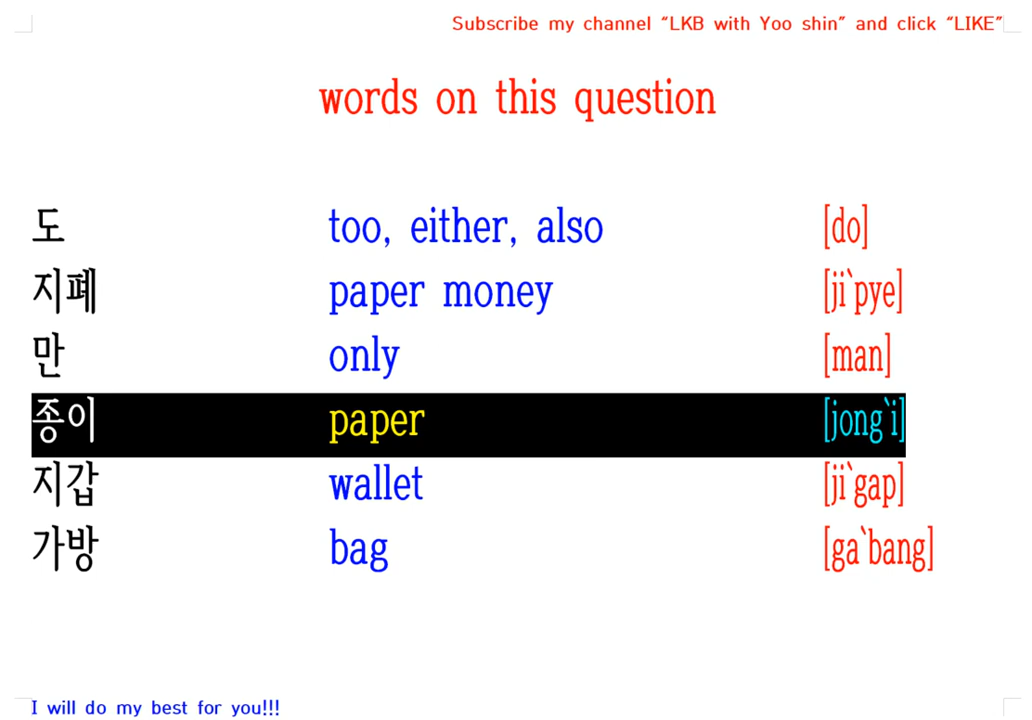 Subscribe my channel “LKB with Yoo shin” and click “LIKE”
words on this question
도 too, either, also [do]
지폐 paper money [ji`pye]
만 only [man]
종이 paper [jong`i]
지갑 wallet [ji`gap]
가방 bag [ga`bang]
I will do my best for you!!!